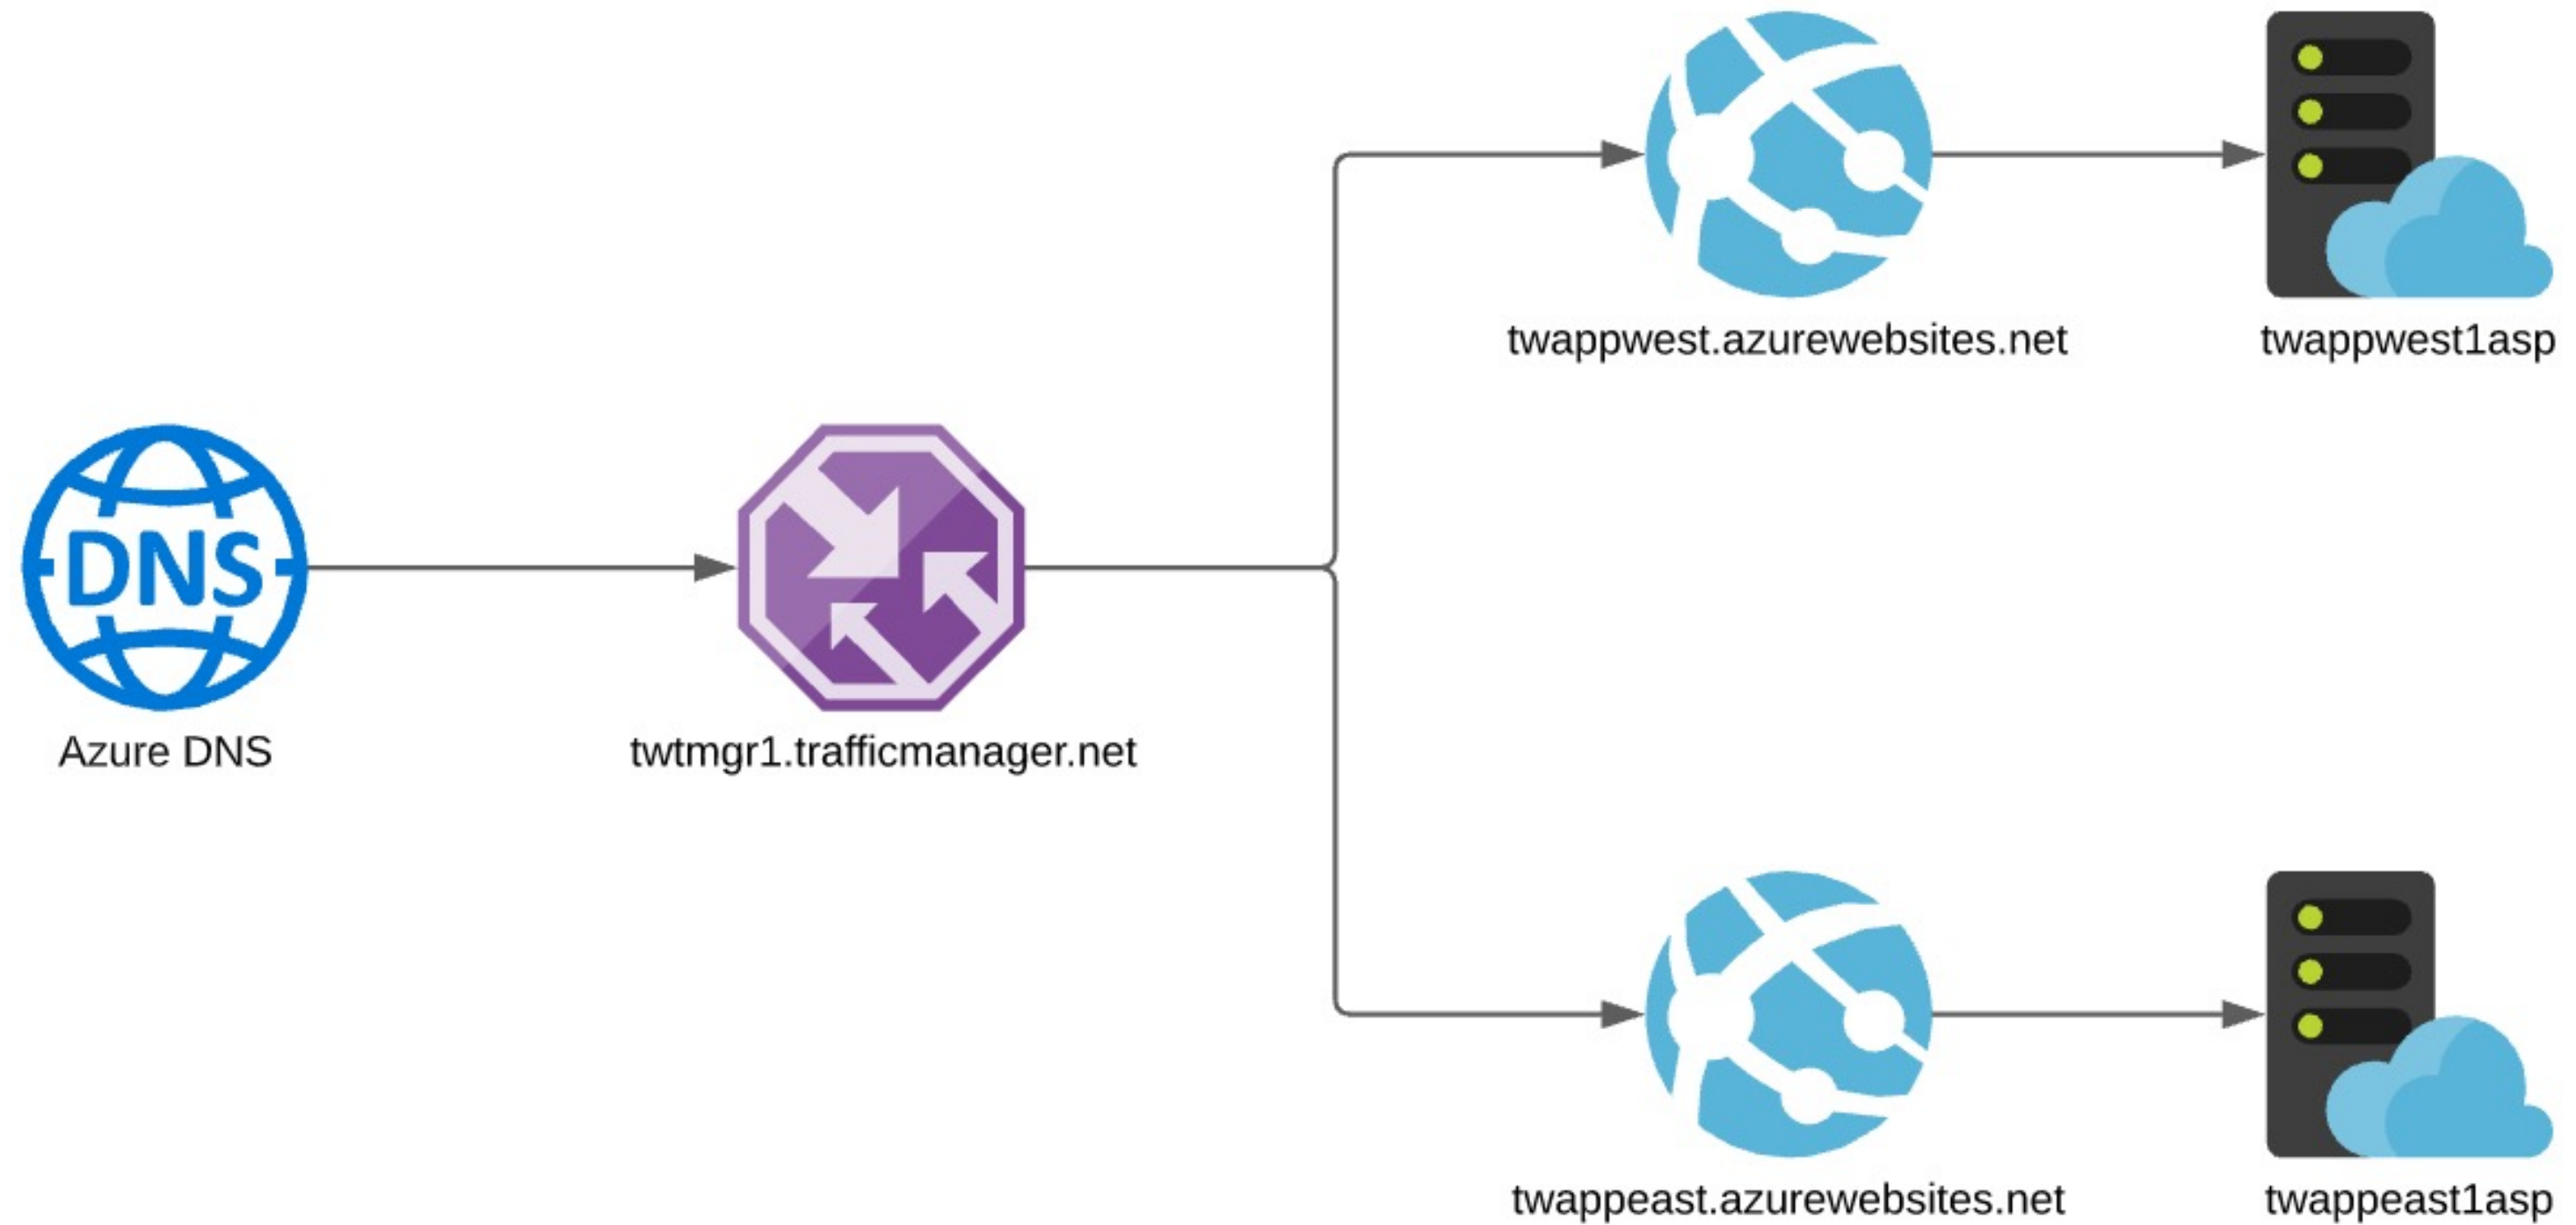 twappwest.azurewebsites.net
twappwest1asp
DNS
Azure DNS
twtmgr1.trafficmanager.net
twappeast.azurewebsites.net
twappeast1asp